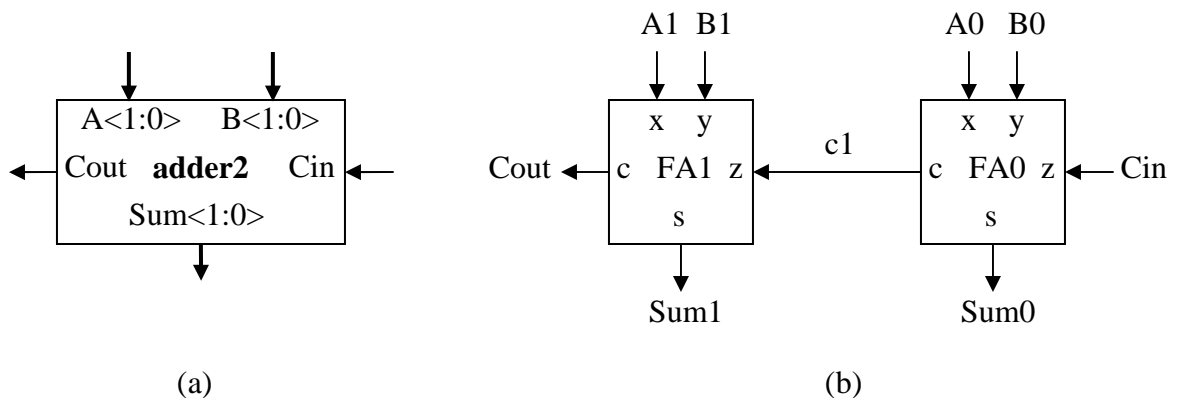 A<1:0> B<1:0>
Cout adder2 Cin
Sum<1:0>
(a)
A1 B1 A0 B0
x y x y
c1
Cout c FA1 z c FA0 z Cin
s s
Sum1 Sum0
(b)